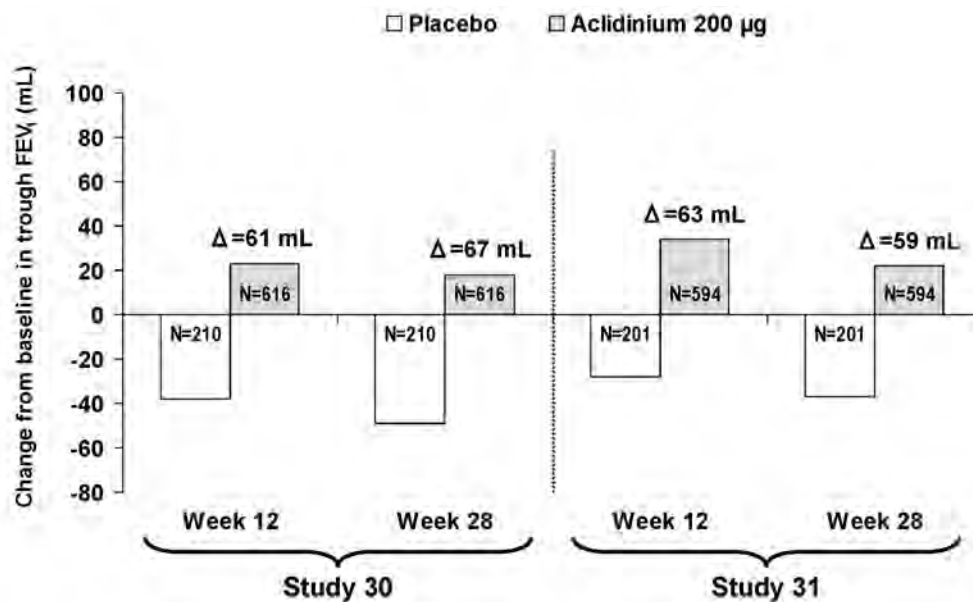 Placebo Aclidinium 200 µg
Change from baseline in trough FEV₁ (mL)
100
80
60
40
20
0
-20
-40
-60
-80
Δ=61 mL
Δ=67 mL
Δ=63 mL
Δ=59 mL
N=616
N=616
N=594
N=594
N=210
N=210
N=201
N=201
Week 12 Week 28 Week 12 Week 28
Study 30 Study 31